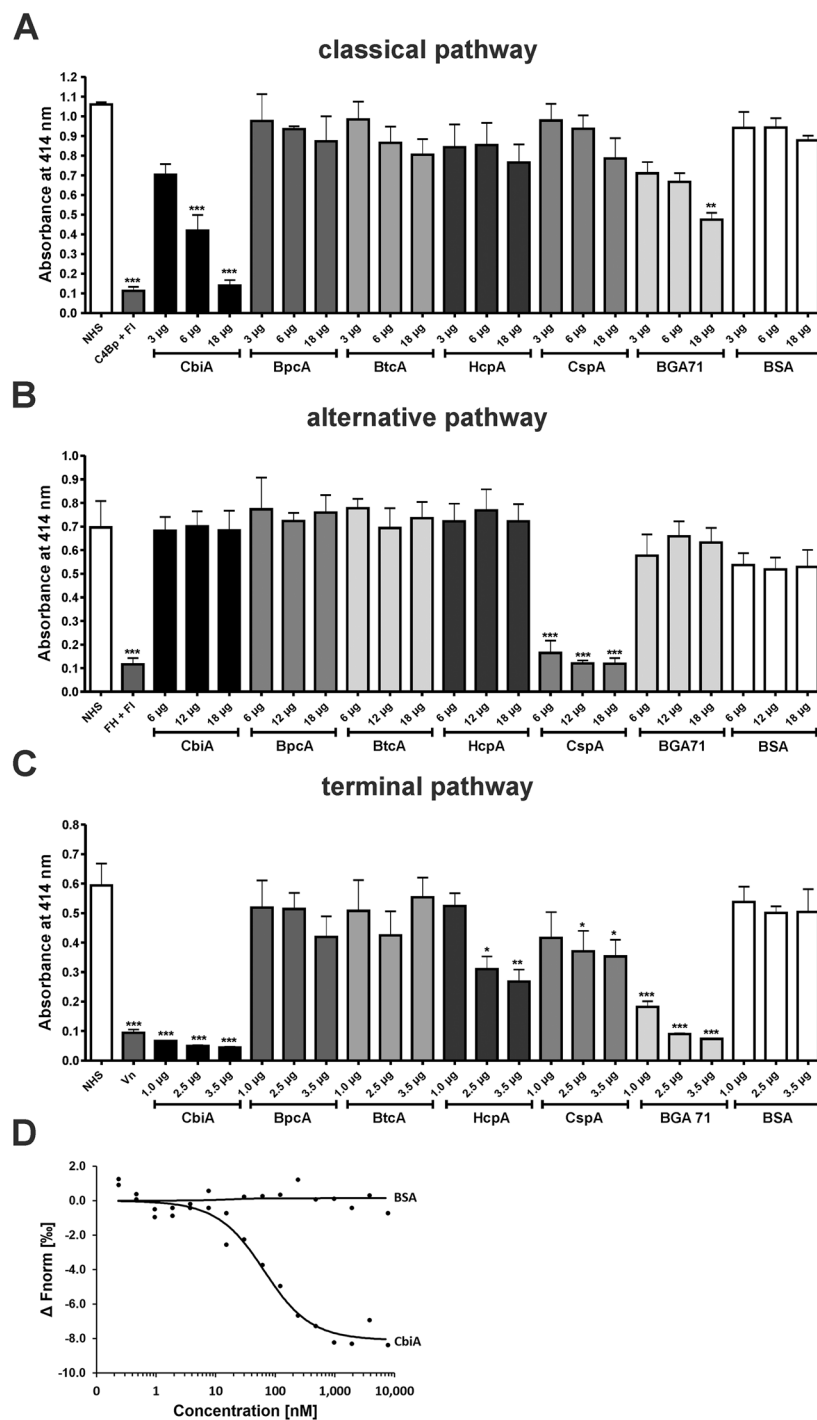 A
classical pathway
Absorbance at 414 nm
1.2
1.1
1.0
0.9
0.8
0.7
0.6
0.5
0.4
0.3
0.2
0.1
0.0
*** *** *** **
NHS C4Bp + FI 3 µg 6 µg 18 µg 3 µg 6 µg 18 µg 3 µg 6 µg 18 µg 3 µg 6 µg 18 µg 3 µg 6 µg 18 µg 3 µg 6 µg 18 µg 3 µg 6 µg 18 µg
CbiA BpcA BtcA HcpA CspA BGA71 BSA
B
alternative pathway
Absorbance at 414 nm
1.0
0.9
0.8
0.7
0.6
0.5
0.4
0.3
0.2
0.1
0.0
*** *** *** ***
NHS FH + FI 6 µg 12 µg 18 µg 6 µg 12 µg 18 µg 6 µg 12 µg 18 µg 6 µg 12 µg 18 µg 6 µg 12 µg 18 µg 6 µg 12 µg 18 µg 6 µg 12 µg 18 µg
CbiA BpcA BtcA HcpA CspA BGA71 BSA
C
terminal pathway
Absorbance at 414 nm
0.8
0.7
0.6
0.5
0.4
0.3
0.2
0.1
0.0
*** *** *** *** * ** * * *** *** ***
NHS Vn 1.0 µg 2.5 µg 3.5 µg 1.0 µg 2.5 µg 3.5 µg 1.0 µg 2.5 µg 3.5 µg 1.0 µg 2.5 µg 3.5 µg 1.0 µg 2.5 µg 3.5 µg 1.0 µg 2.5 µg 3.5 µg 1.0 µg 2.5 µg 3.5 µg
CbiA BpcA BtcA HcpA CspA BGA 71 BSA
D
Δ Fnorm [‰]
2.0
0.0
-2.0
-4.0
-6.0
-8.0
-10.0
BSA
CbiA
0 1 10 100 1,000 10,000
Concentration [nM]